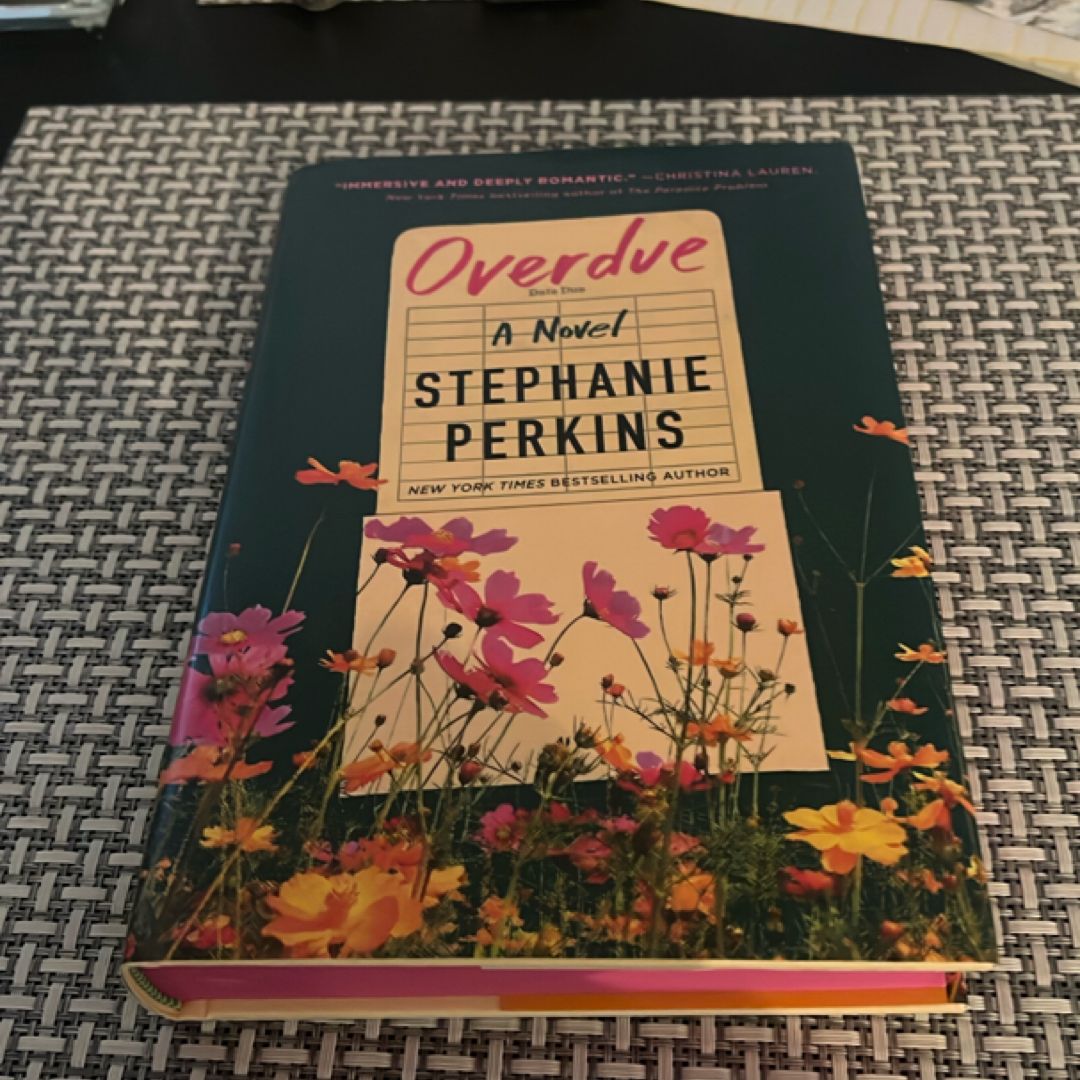 "IMMERSIVE AND DEEPLY ROMANTIC." —CHRISTINA LAUREN,
New York Times bestselling author of The Paradise Problem
Overdue
Date Due
A Novel
STEPHANIE
PERKINS
NEW YORK TIMES BESTSELLING AUTHOR